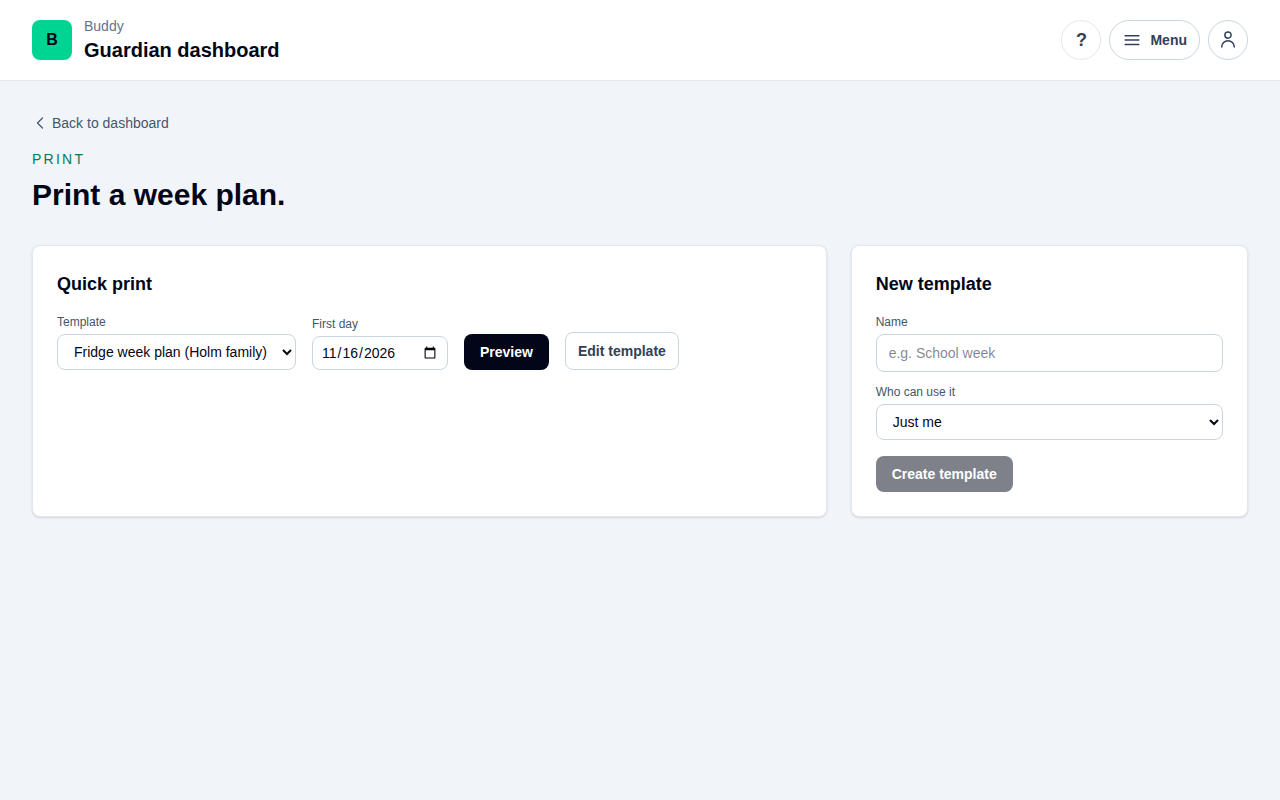 B
Buddy
Guardian dashboard
?
Menu
Back to dashboard
PRINT
Print a week plan.
Quick print
Template
Fridge week plan (Holm family)
First day
11/16/2026
Preview
Edit template
New template
Name
e.g. School week
Who can use it
Just me
Create template